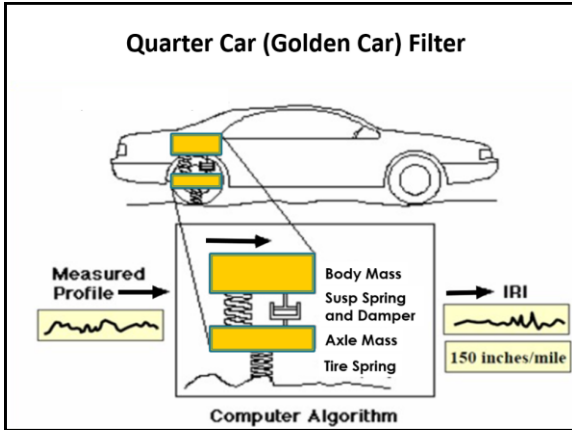 Quarter Car (Golden Car) Filter
Measured
Profile
Body Mass
Susp Spring
and Damper
Axle Mass
Tire Spring
IRI
150 inches/mile
Computer Algorithm